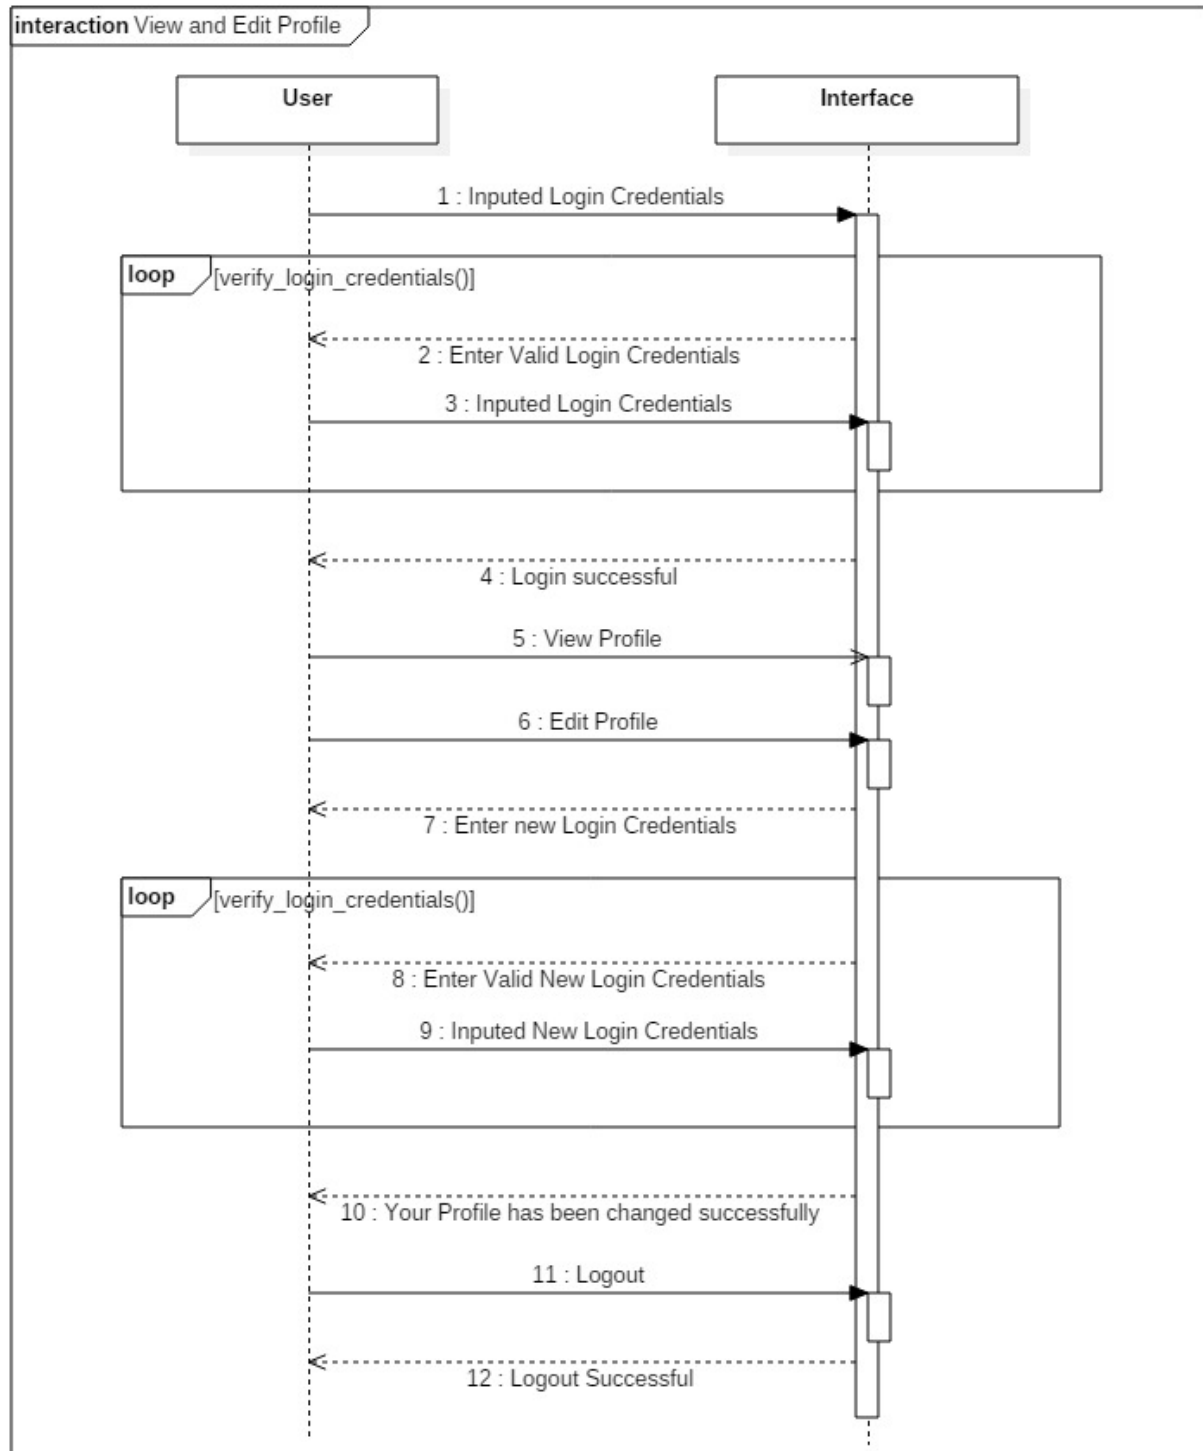 interaction View and Edit Profile
User
Interface
1 : Inputed Login Credentials
loop
[verify_login_credentials()]
2 : Enter Valid Login Credentials
3 : Inputed Login Credentials
4 : Login successful
5 : View Profile
6 : Edit Profile
7 : Enter new Login Credentials
loop
[verify_login_credentials()]
8 : Enter Valid New Login Credentials
9 : Inputed New Login Credentials
10 : Your Profile has been changed successfully
11 : Logout
12 : Logout Successful